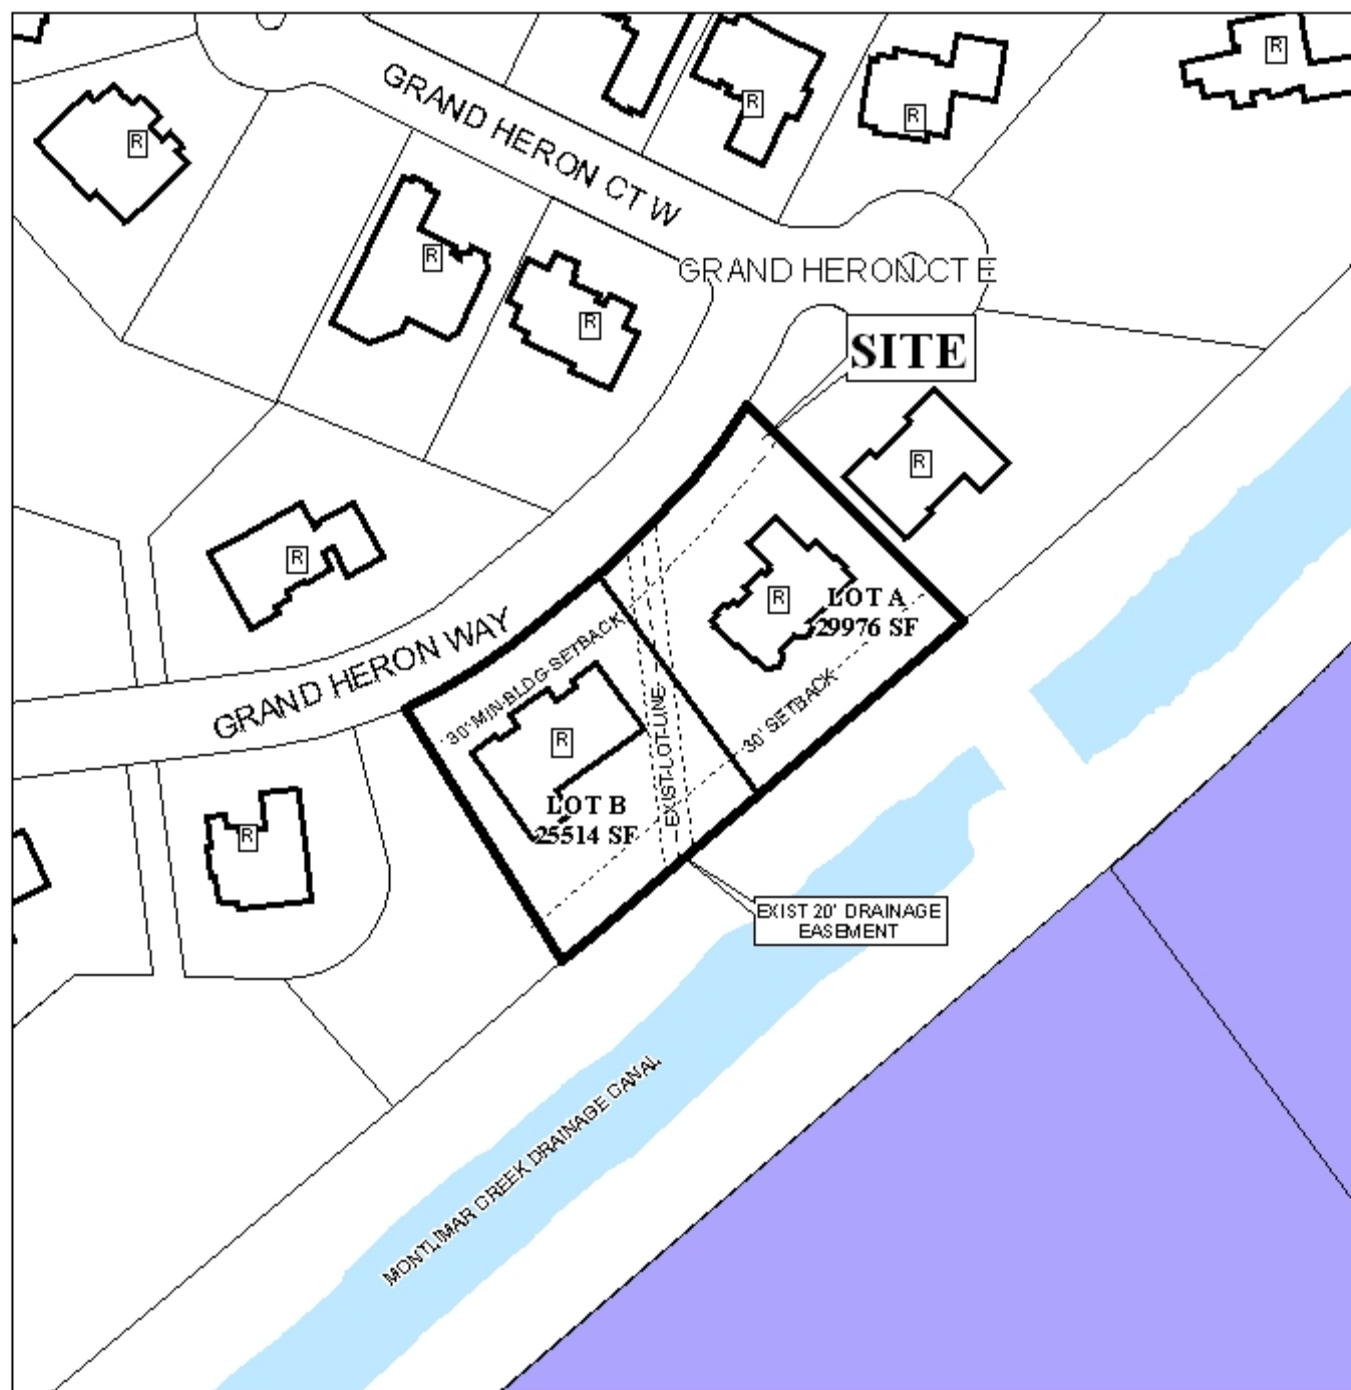 R
R
R
R
GRAND HERON CT W
R
R
GRAND HERON CT E
SITE
R
R
R
LOT A
29976 SF
GRAND HERON WAY
30' MIN BLDG SETBACK
30' SETBACK
EXIST LOT LINE
R
LOT B
25514 SF
R
EXIST 20' DRAINAGE
EASEMENT
MONTLIMAR CREEK DRAINAGE CANAL